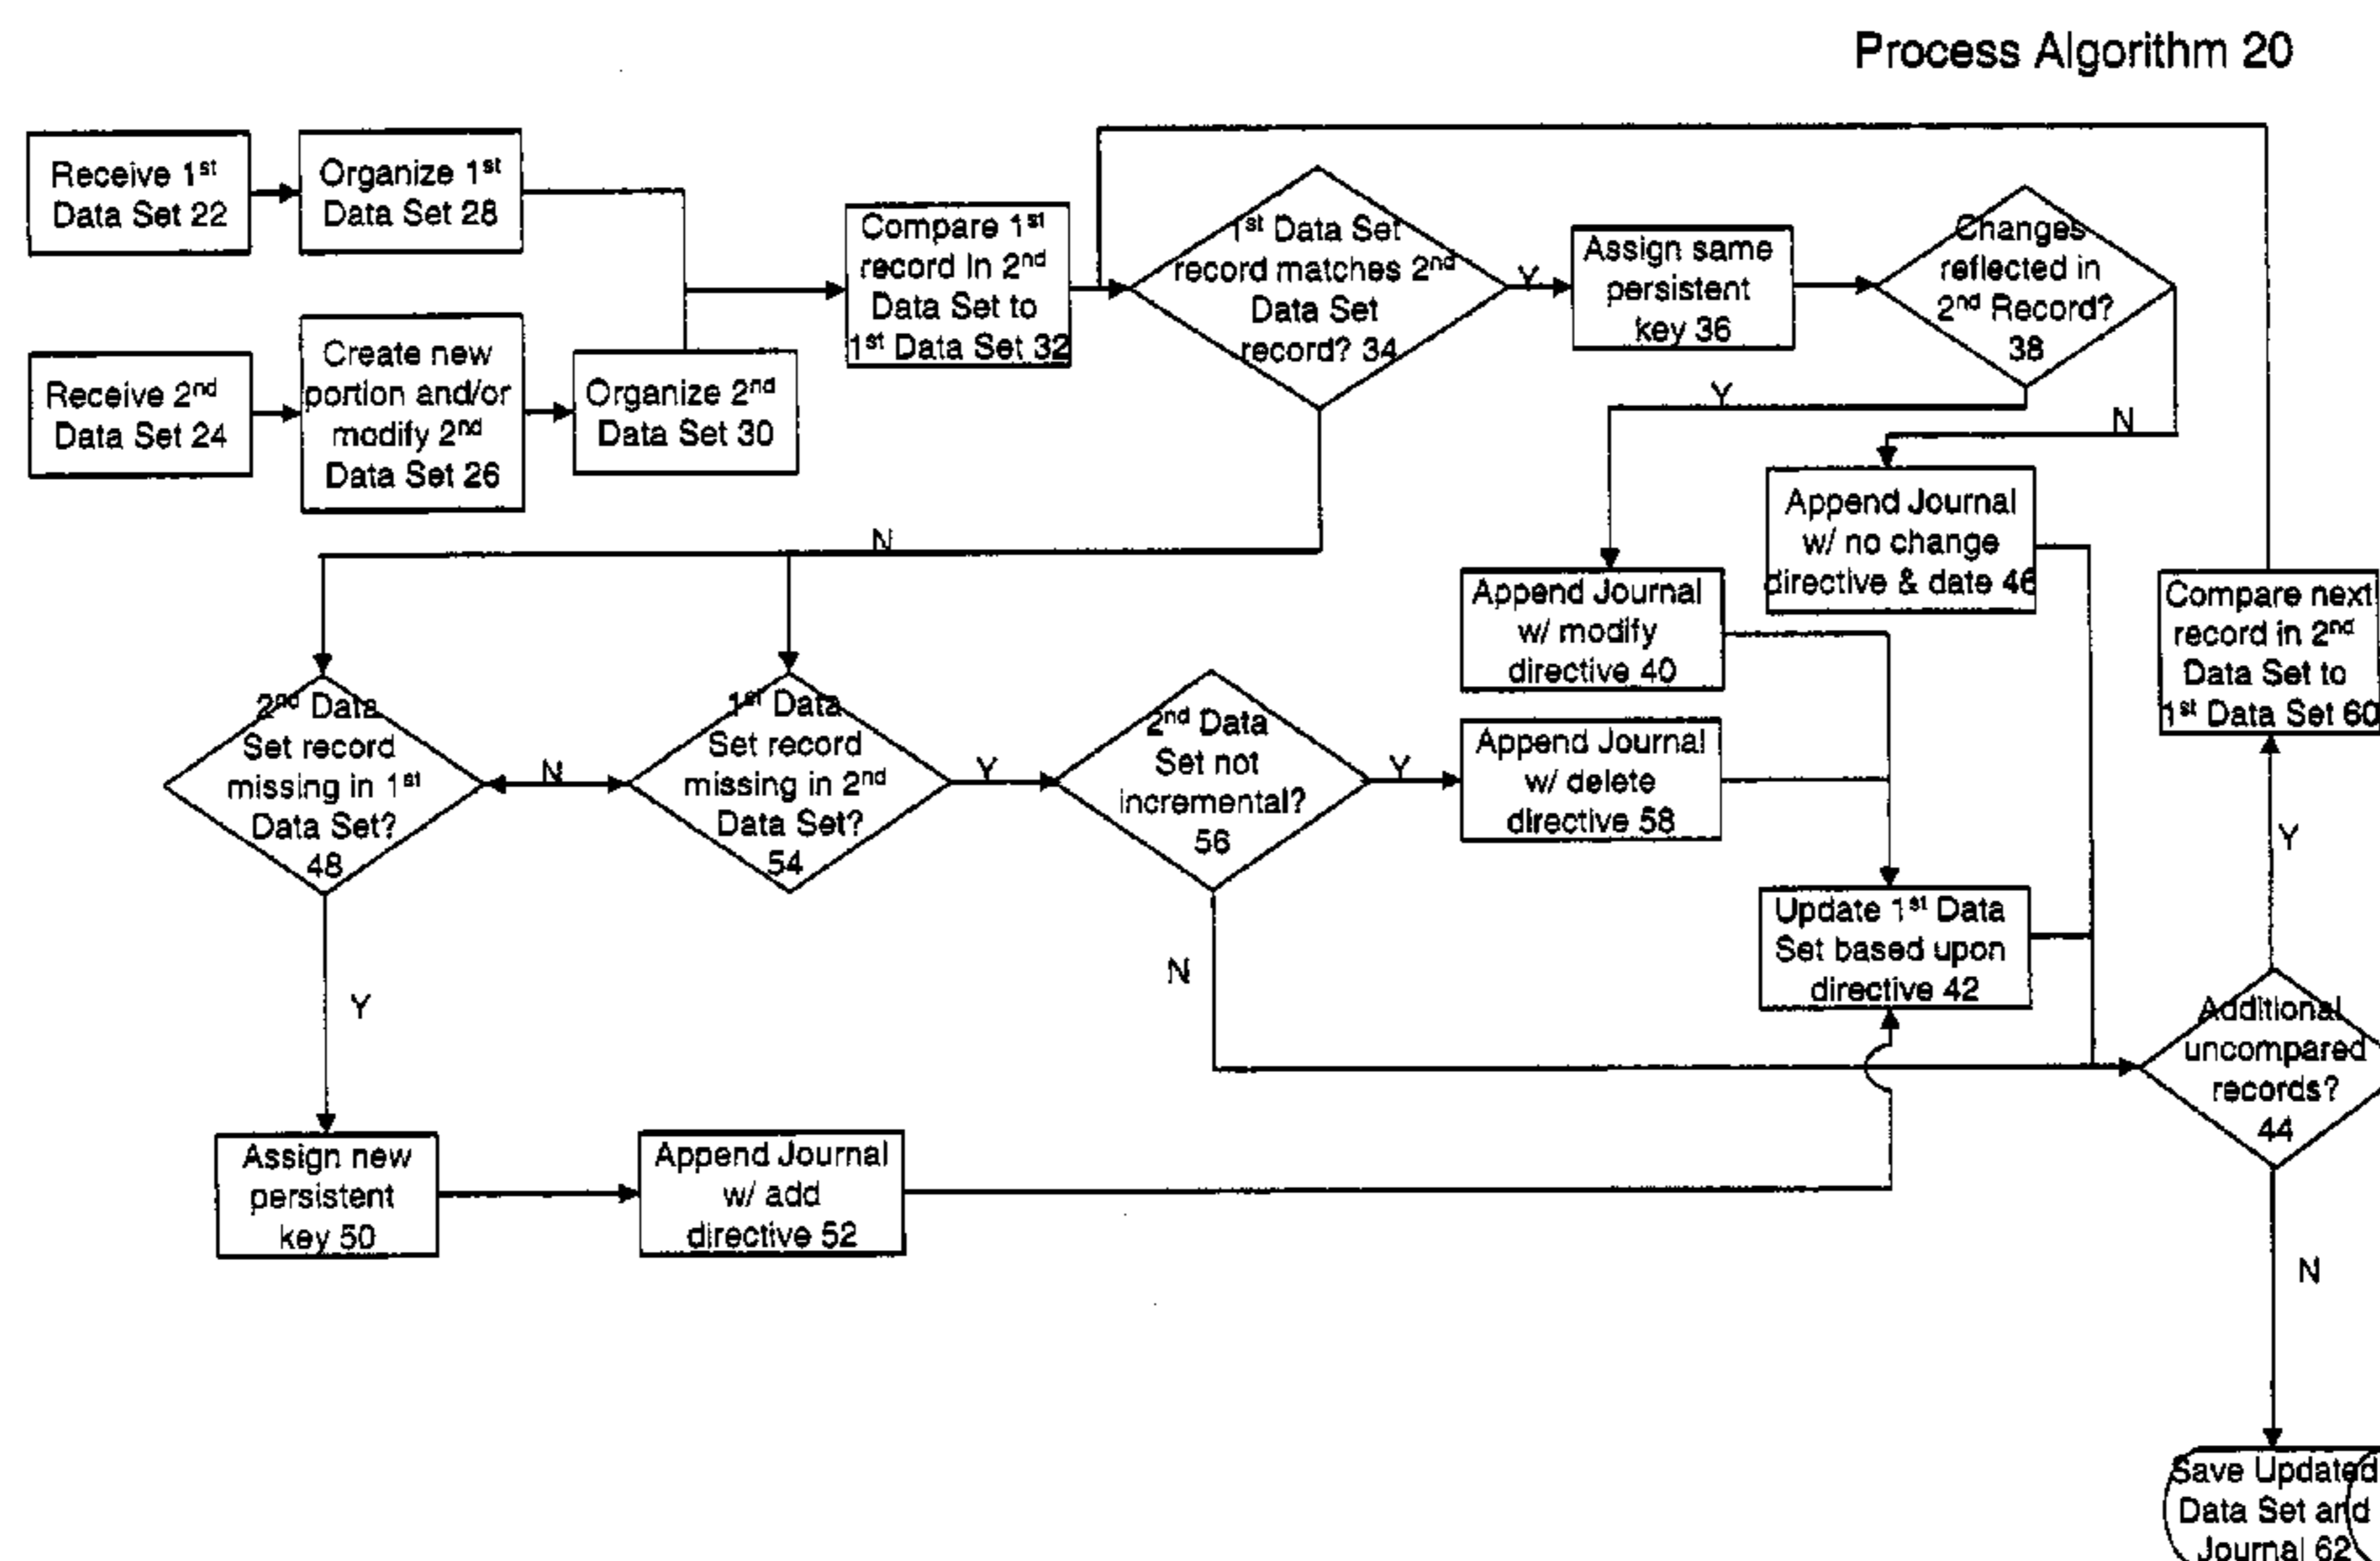 Process Algorithm 20
Receive 1st
Data Set 22
Organize 1st
Data Set 28
Receive 2nd
Data Set 24
Create new
portion and/or
modify 2nd
Data Set 26
Organize 2nd
Data Set 30
Compare 1st
record in 2nd
Data Set to
1st Data Set 32
1st Data Set
record matches 2nd
Data Set
record? 34
Y
Assign same
persistent
key 36
Changes
reflected in
2nd Record?
38
Y
N
N
Append Journal
w/ no change
directive & date 46
Append Journal
w/ modify
directive 40
Compare next
record in 2nd
Data Set to
1st Data Set 60
2nd Data
Set record
missing in 1st
Data Set?
48
N
1st Data
Set record
missing in 2nd
Data Set?
54
Y
2nd Data
Set not
incremental?
56
Y
Append Journal
w/ delete
directive 58
Y
Update 1st Data
Set based upon
directive 42
N
Y
Additional
uncompared
records?
44
Assign new
persistent
key 50
Append Journal
w/ add
directive 52
N
Save Updated
Data Set and
Journal 62